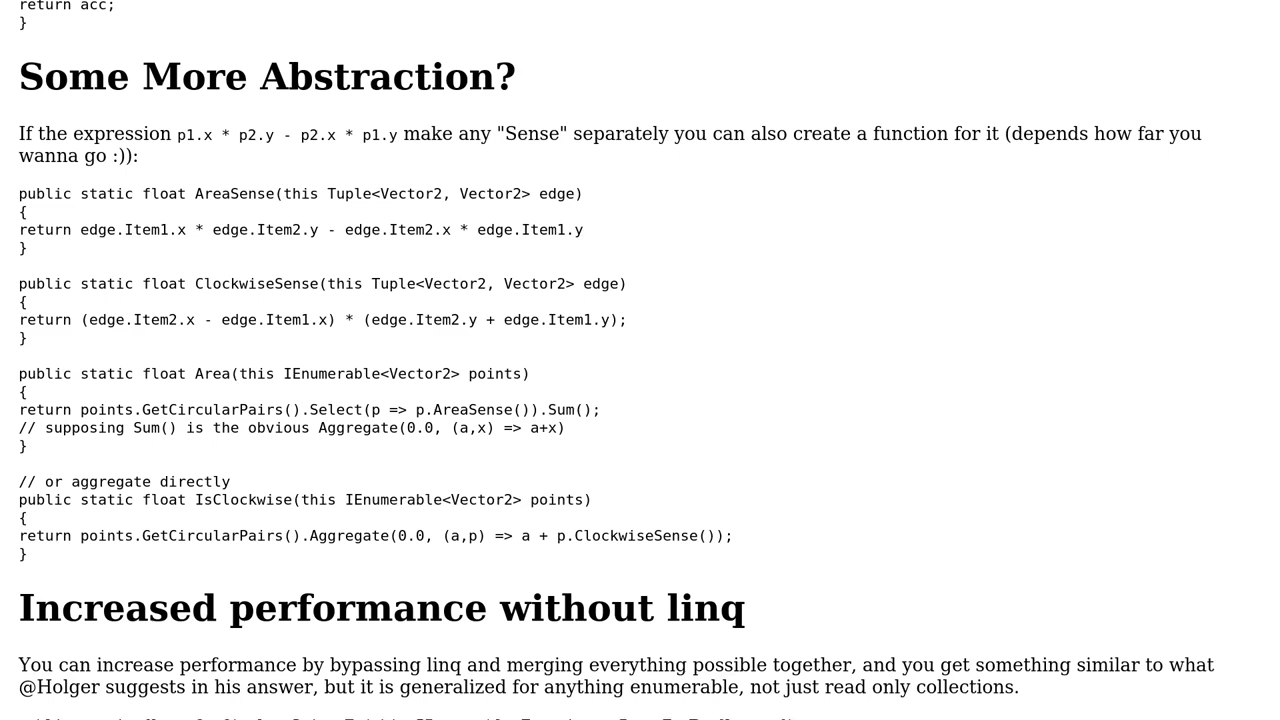 return acc;
}
Some More Abstraction?
If the expression p1.x * p2.y - p2.x * p1.y make any "Sense" separately you can also create a function for it (depends how far you
wanna go :)):
public static float AreaSense(this Tuple<Vector2, Vector2> edge)
{
return edge.Item1.x * edge.Item2.y - edge.Item2.x * edge.Item1.y
}
public static float ClockwiseSense(this Tuple<Vector2, Vector2> edge)
{
return (edge.Item2.x - edge.Item1.x) * (edge.Item2.y + edge.Item1.y);
}
public static float Area(this IEnumerable<Vector2> points)
{
return points.GetCircularPairs().Select(p => p.AreaSense()).Sum();
// supposing Sum() is the obvious Aggregate(0.0, (a,x) => a+x)
}
// or aggregate directly
public static float IsClockwise(this IEnumerable<Vector2> points)
{
return points.GetCircularPairs().Aggregate(0.0, (a,p) => a + p.ClockwiseSense());
}
Increased performance without linq
You can increase performance by bypassing linq and merging everything possible together, and you get something similar to what
@Holger suggests in his answer, but it is generalized for anything enumerable, not just read only collections.